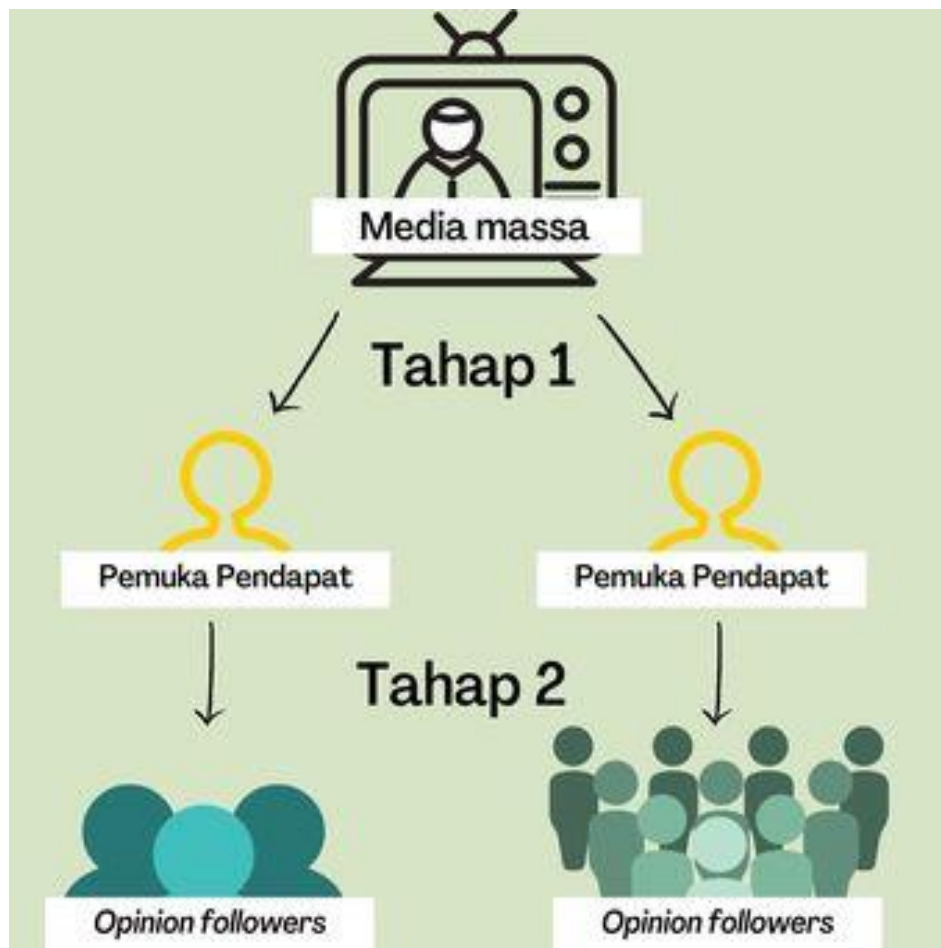 Media massa
Tahap 1
Pemuka Pendapat
Pemuka Pendapat
Tahap 2
Opinion followers
Opinion followers